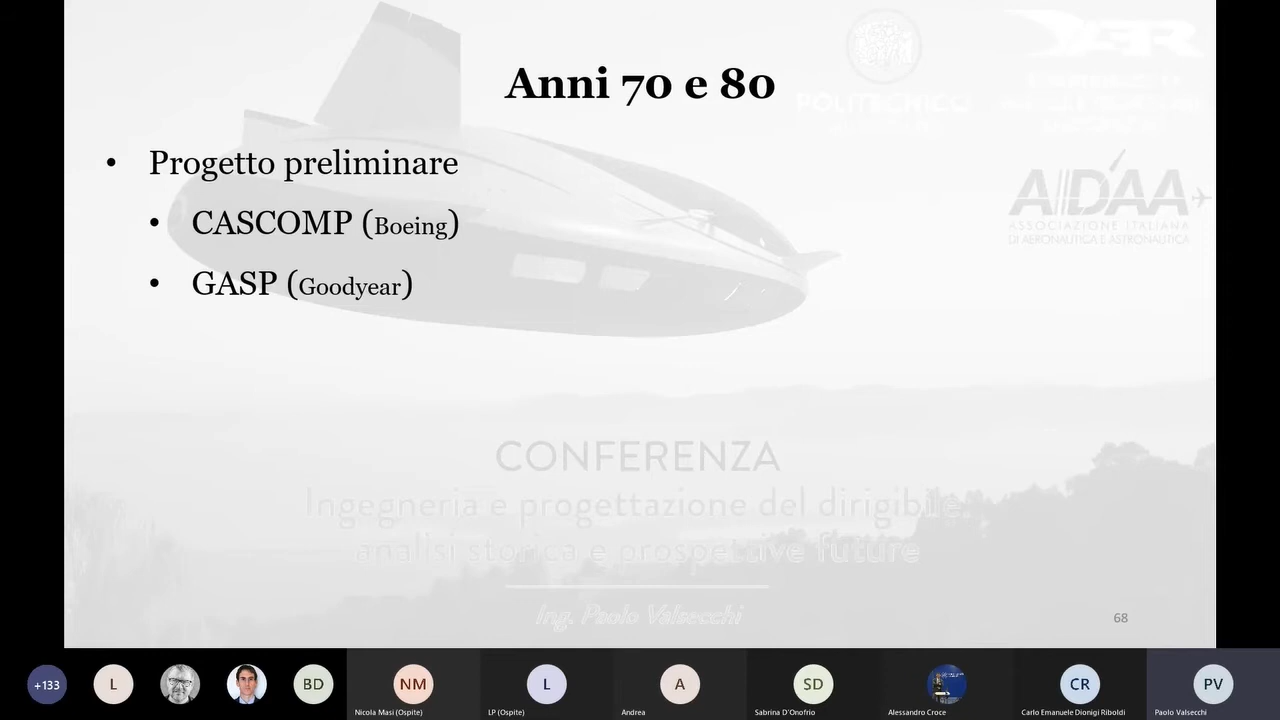 Anni 70 e 80
POLITECNICO
• Progetto preliminare
• CASCOMP (Boeing)
• GASP (Goodyear)
AIDAA
ASSOCIAZIONE ITALIANA
DI AERONAUTICA E ASTRONAUTICA
CONFERENZA
Ingegneria e progettazione del dirigibile:
analisi storica e prospettive future
Ing. Paolo Valsecchi
68
+133
L
BD
NM
L
A
SD
CR
PV
Nicola Masi (Ospite)
LP (Ospite)
Andrea
Sabrina D'Onofrio
Alessandro Croce
Carlo Emanuele Dionigi Riboldi
Paolo Valsecchi